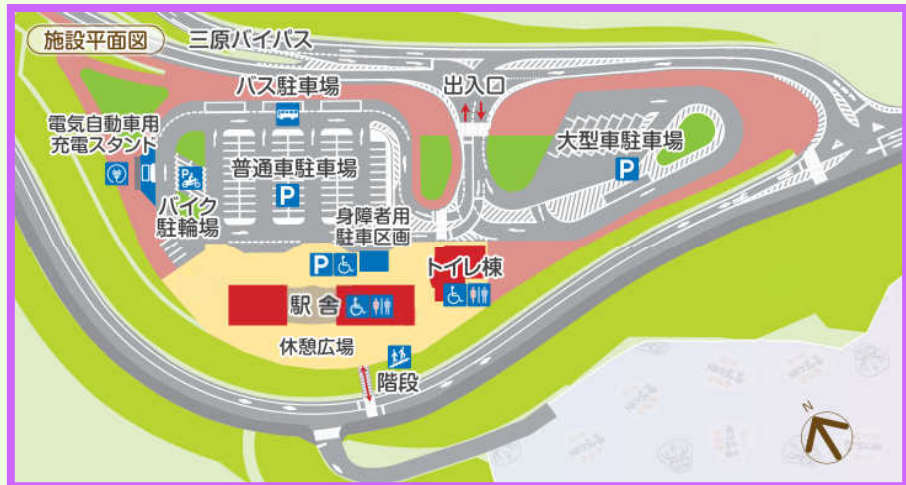 施設平面図
三原バイパス
バス駐車場
出入口
電気自動車用
充電スタンド
普通車駐車場
大型車駐車場
P
P
P
バイク
駐輪場
身障者用
駐車区画
P
トイレ棟
駅舎
休憩広場
階段
N